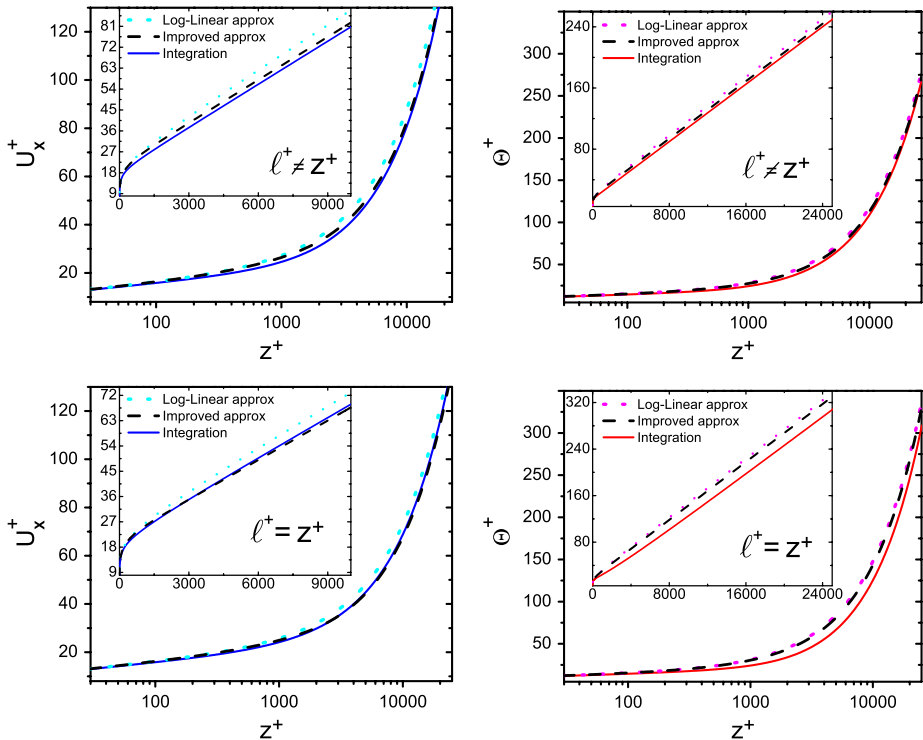 Log-Linear approx
Improved approx
Integration
81
72
63
54
45
36
27
18
9
0 3000 6000 9000
ℓ⁺ ≠ z⁺
120
100
80
60
40
20
U_x⁺
100 1000 10000
z⁺
240
160
80
Log-Linear approx
Improved approx
Integration
0 8000 16000 24000
ℓ⁺ ≠ z⁺
350
300
250
200
150
100
50
Θ⁺
100 1000 10000
z⁺
72
63
54
45
36
27
18
9
Log-Linear approx
Improved approx
Integration
0 3000 6000 9000
ℓ⁺ = z⁺
120
100
80
60
40
20
U_x⁺
100 1000 10000
z⁺
320
240
160
80
Log-Linear approx
Improved approx
Integration
0 8000 16000 24000
ℓ⁺ = z⁺
350
300
250
200
150
100
50
Θ⁺
100 1000 10000
z⁺